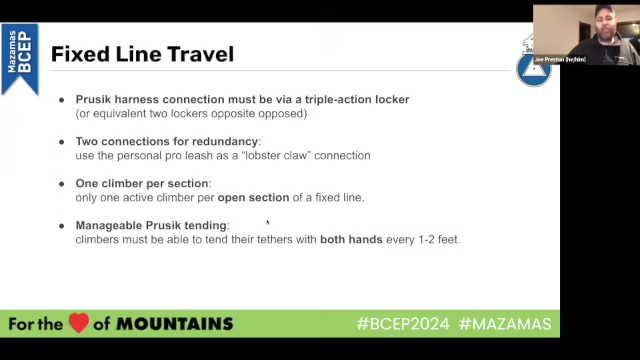 Mazamas
BCEP
Fixed Line Travel
Joe Preston (he/him)
● Prusik harness connection must be via a triple-action locker
(or equivalent two lockers opposite opposed)
● Two connections for redundancy:
use the personal pro leash as a “lobster claw” connection
● One climber per section:
only one active climber per open section of a fixed line.
● Manageable Prusik tending:
climbers must be able to tend their tethers with both hands every 1-2 feet.
For the ❤ of MOUNTAINS
#BCEP2024 #MAZAMAS